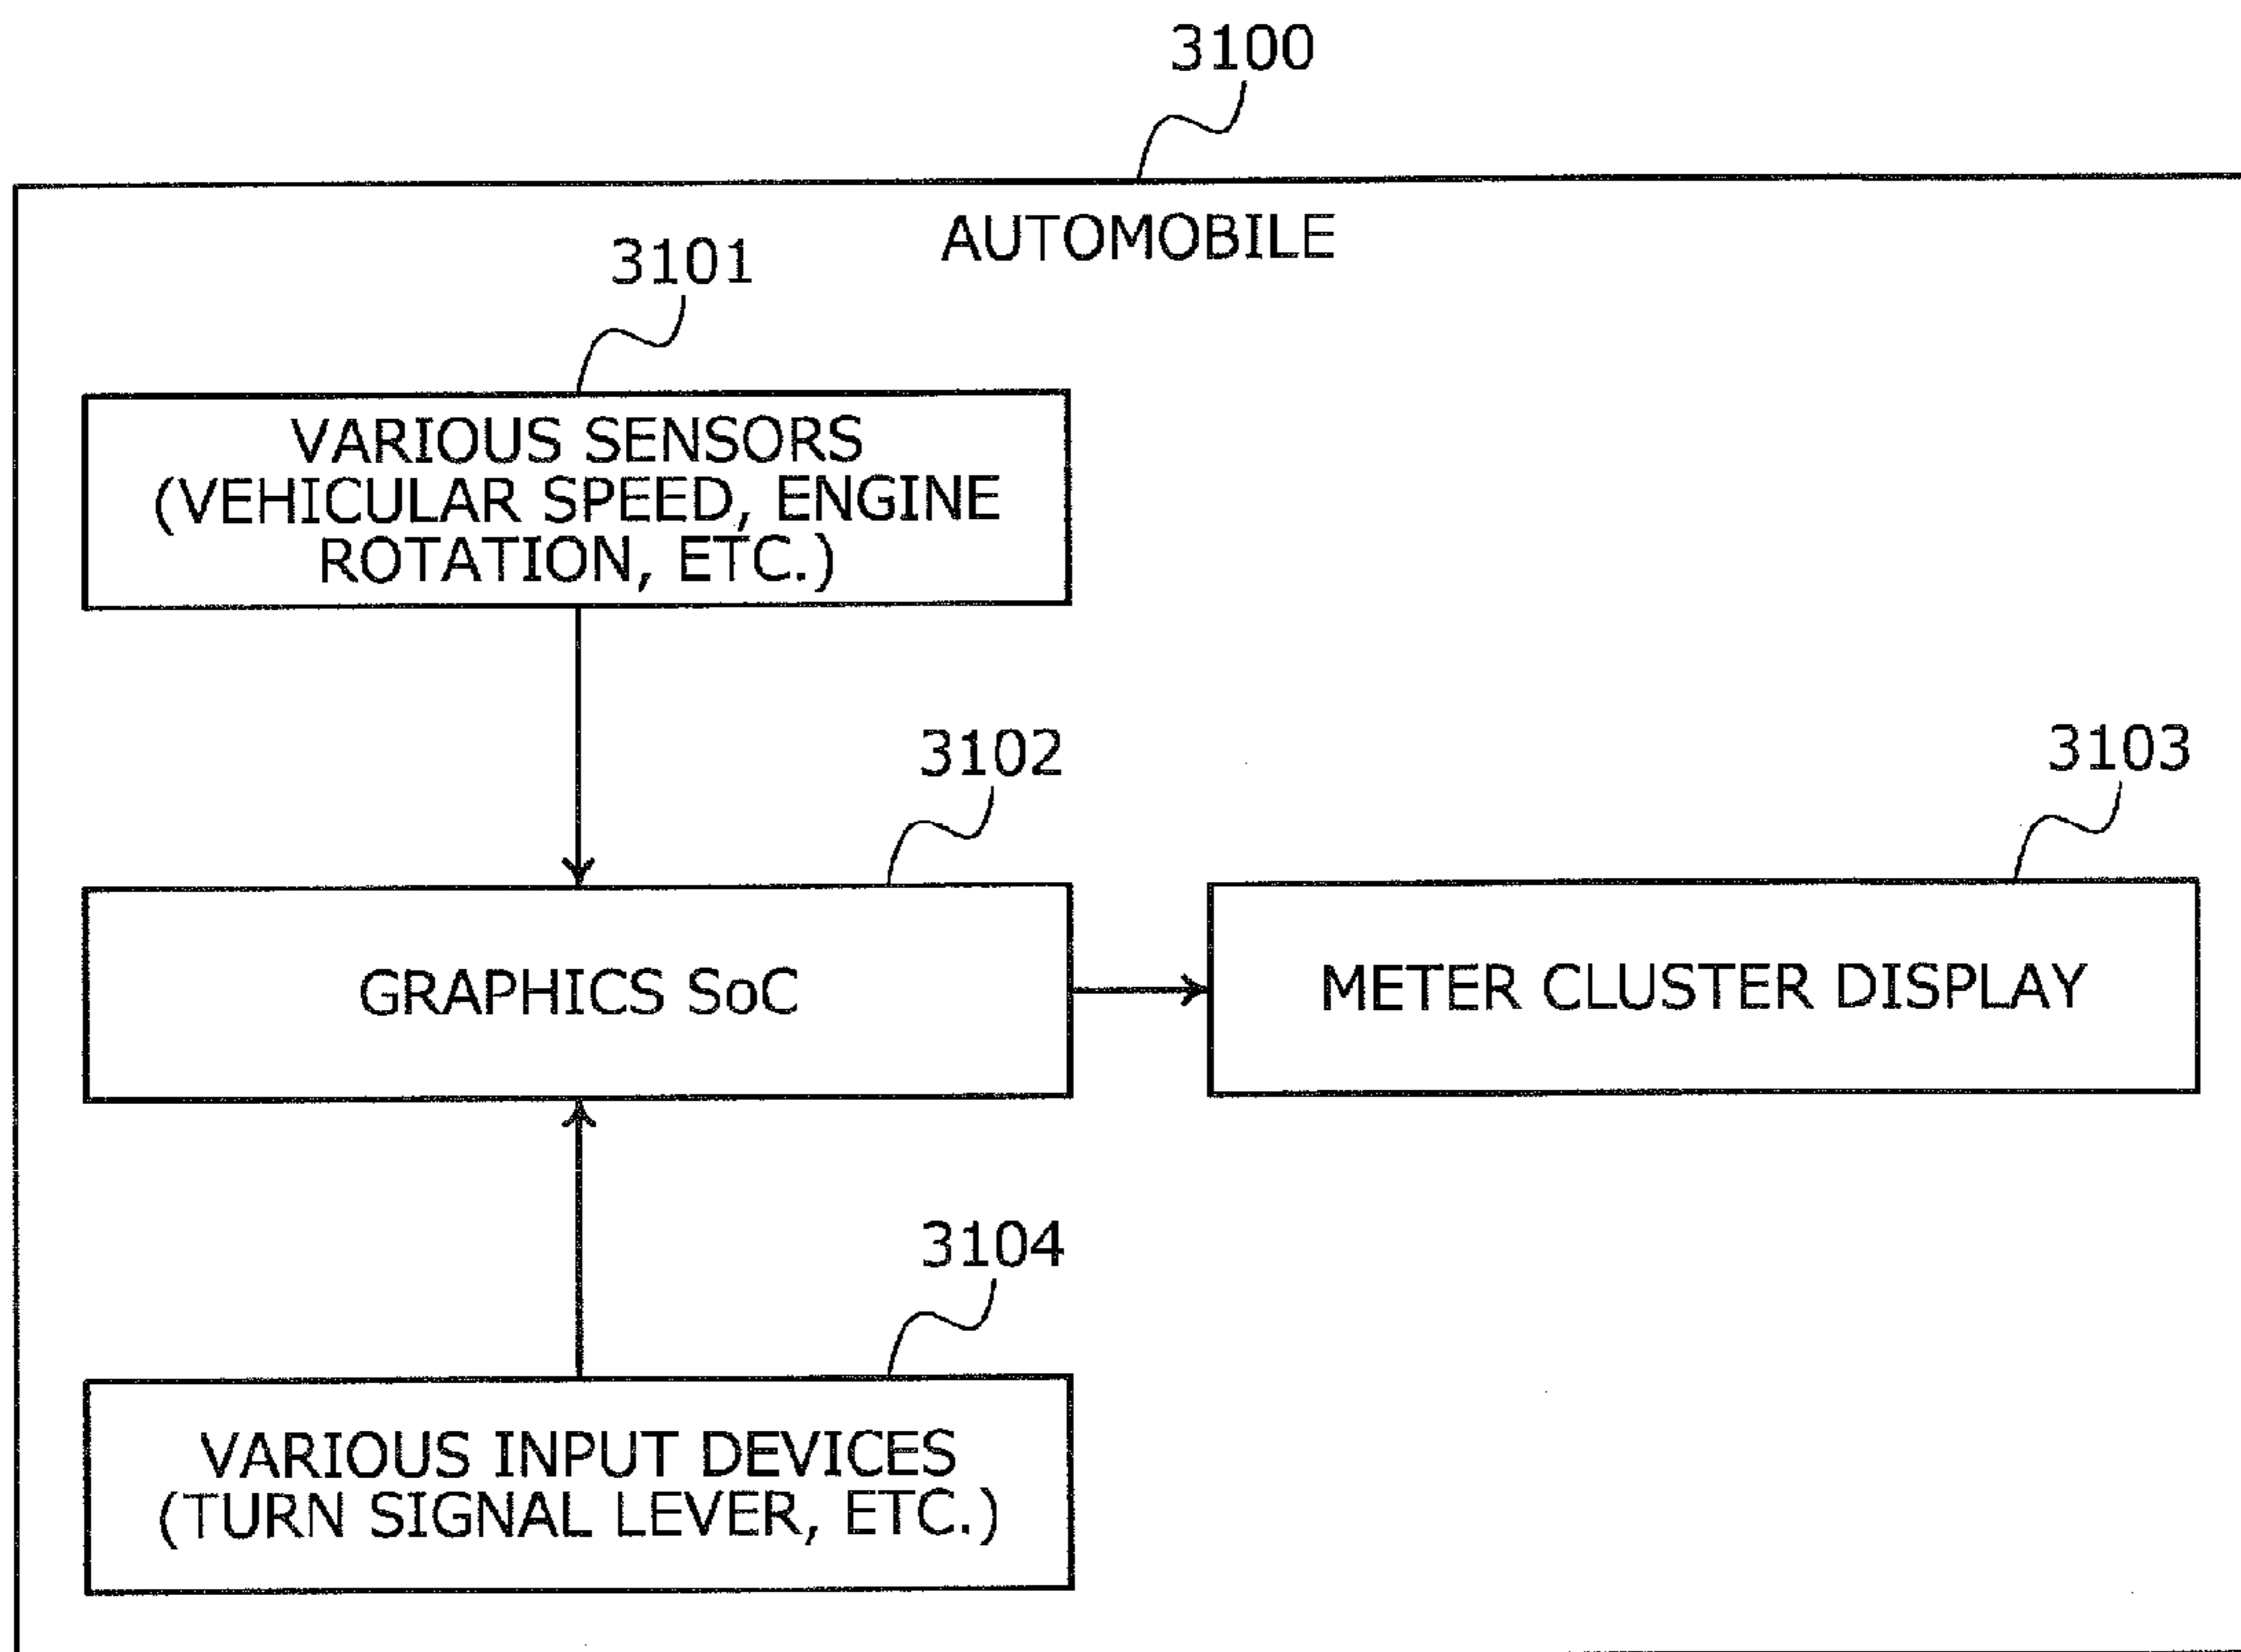 3100
AUTOMOBILE
3101
VARIOUS SENSORS
(VEHICULAR SPEED, ENGINE
ROTATION, ETC.)
3102
3103
GRAPHICS SoC
METER CLUSTER DISPLAY
3104
VARIOUS INPUT DEVICES
(TURN SIGNAL LEVER, ETC.)